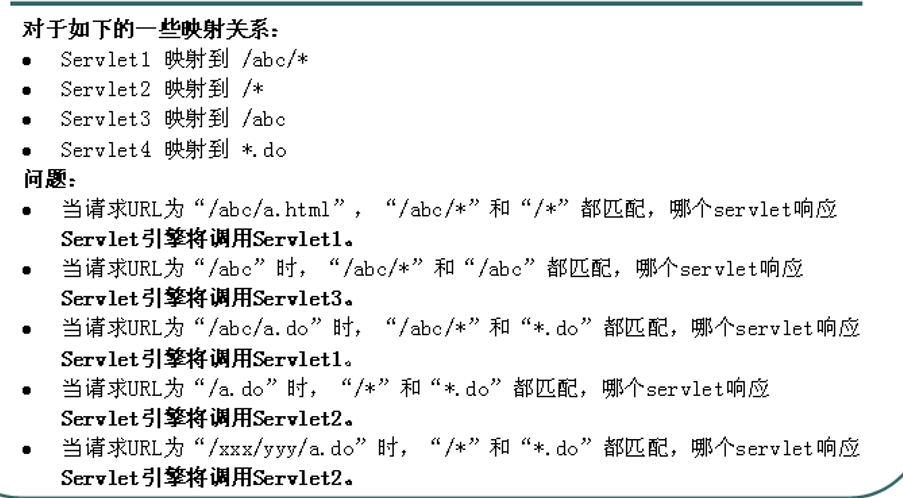 对于如下的一些映射关系：
• Servlet1 映射到 /abc/*
• Servlet2 映射到 /*
• Servlet3 映射到 /abc
• Servlet4 映射到 *.do
问题：
• 当请求URL为“/abc/a.html”，“/abc/*”和“/*”都匹配，哪个servlet响应
Servlet引擎将调用Servlet1。
• 当请求URL为“/abc”时，“/abc/*”和“/abc”都匹配，哪个servlet响应
Servlet引擎将调用Servlet3。
• 当请求URL为“/abc/a.do”时，“/abc/*”和“*.do”都匹配，哪个servlet响应
Servlet引擎将调用Servlet1。
• 当请求URL为“/a.do”时，“/*”和“*.do”都匹配，哪个servlet响应
Servlet引擎将调用Servlet2。
• 当请求URL为“/xxx/yyy/a.do”时，“/*”和“*.do”都匹配，哪个servlet响应
Servlet引擎将调用Servlet2。